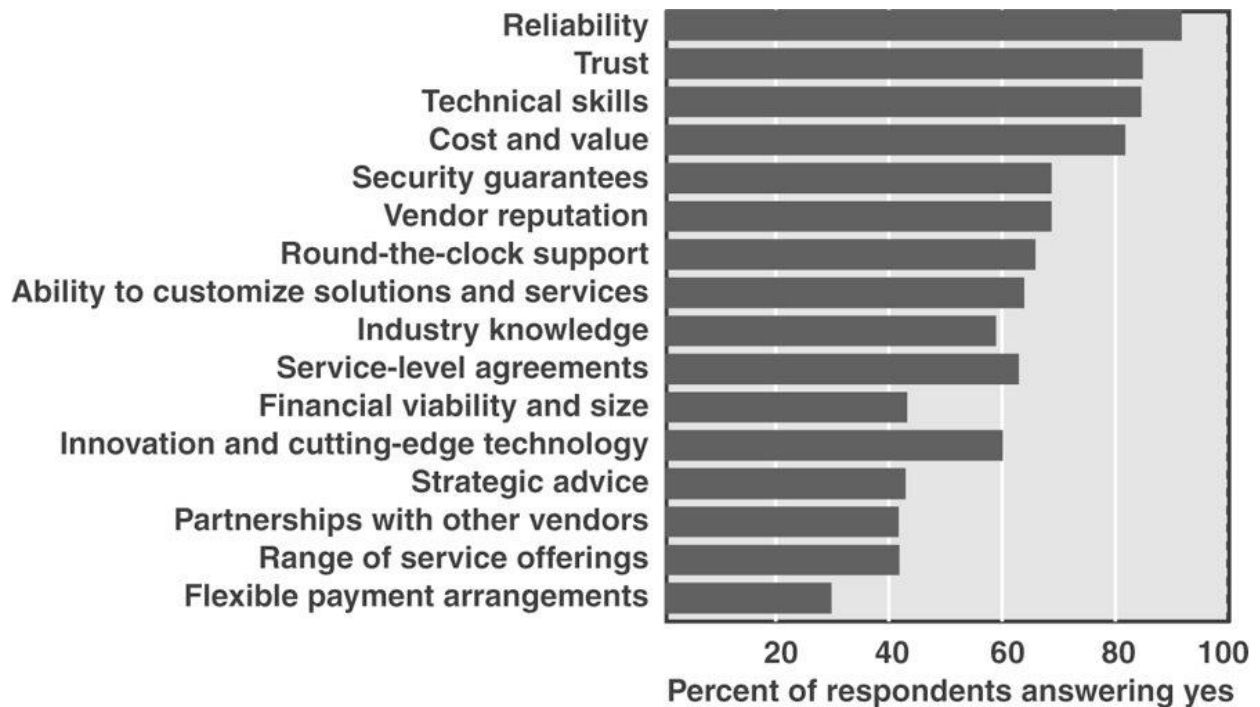 Reliability
Trust
Technical skills
Cost and value
Security guarantees
Vendor reputation
Round-the-clock support
Ability to customize solutions and services
Industry knowledge
Service-level agreements
Financial viability and size
Innovation and cutting-edge technology
Strategic advice
Partnerships with other vendors
Range of service offerings
Flexible payment arrangements
20 40 60 80 100
Percent of respondents answering yes